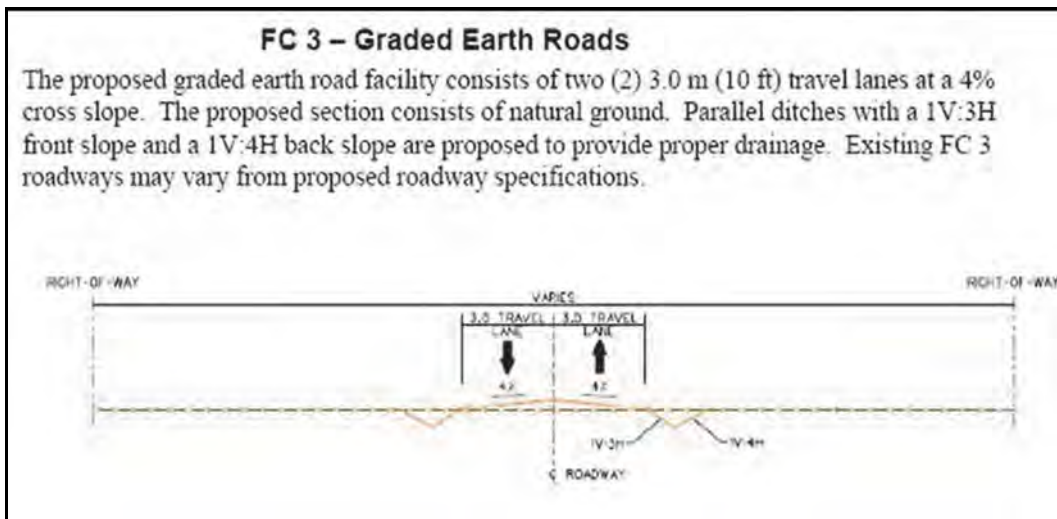 FC 3 – Graded Earth Roads
The proposed graded earth road facility consists of two (2) 3.0 m (10 ft) travel lanes at a 4%
cross slope. The proposed section consists of natural ground. Parallel ditches with a 1V:3H
front slope and a 1V:4H back slope are proposed to provide proper drainage. Existing FC 3
roadways may vary from proposed roadway specifications.
RIGHT-OF-WAY
RIGHT-OF-WAY
VARIES
3.0 TRAVEL LANE
3.0 TRAVEL LANE
4%
4%
1V:3H
1V:4H
℄ ROADWAY